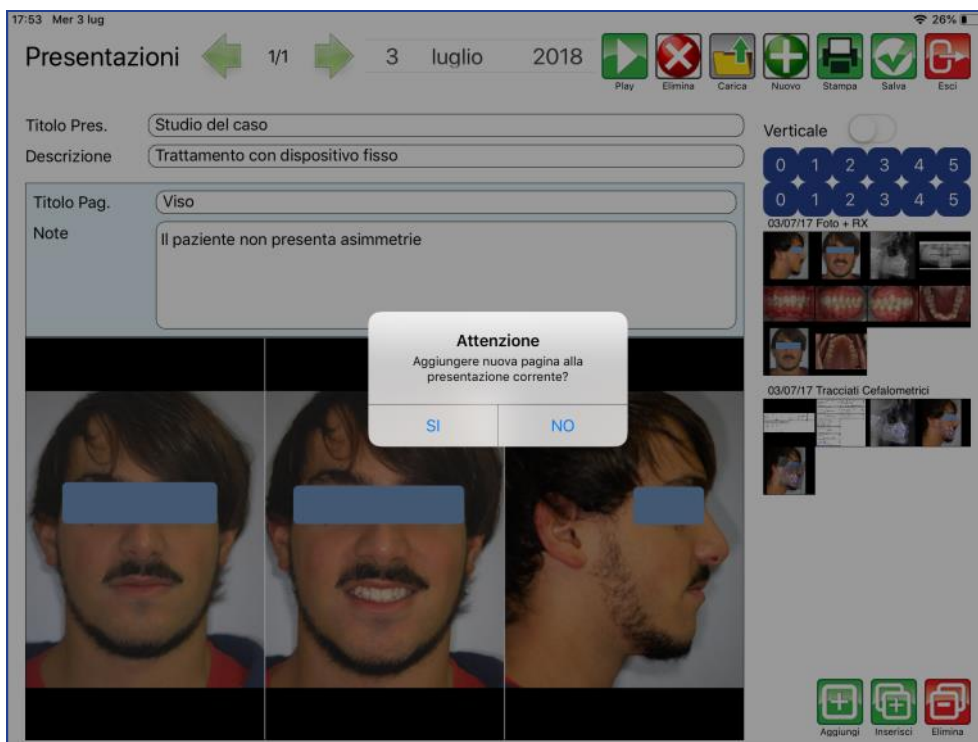 17:53 Mer 3 lug
26%
Presentazioni
1/1
3 luglio 2018
Play
Elimina
Carica
Nuovo
Stampa
Salva
Esci
Titolo Pres.
Studio del caso
Descrizione
Trattamento con dispositivo fisso
Verticale
0 1 2 3 4 5
0 1 2 3 4 5
Titolo Pag.
Viso
Note
Il paziente non presenta asimmetrie
03/07/17 Foto + RX
Attenzione
Aggiungere nuova pagina alla
presentazione corrente?
SI
NO
03/07/17 Tracciati Cefalometrici
Aggiungi
Inserisci
Elimina